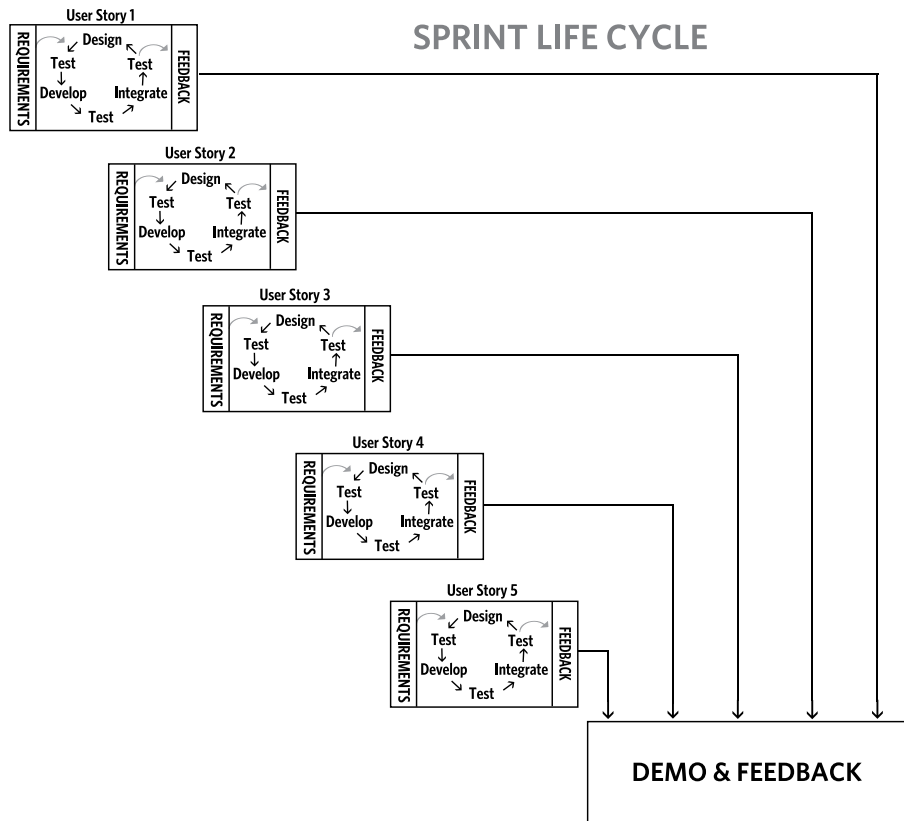 SPRINT LIFE CYCLE
User Story 1
REQUIREMENTS
Design
Test
Test
Develop
Integrate
Test
FEEDBACK
User Story 2
REQUIREMENTS
Design
Test
Test
Develop
Integrate
Test
FEEDBACK
User Story 3
REQUIREMENTS
Design
Test
Test
Develop
Integrate
Test
FEEDBACK
User Story 4
REQUIREMENTS
Design
Test
Test
Develop
Integrate
Test
FEEDBACK
User Story 5
REQUIREMENTS
Design
Test
Test
Develop
Integrate
Test
FEEDBACK
DEMO & FEEDBACK